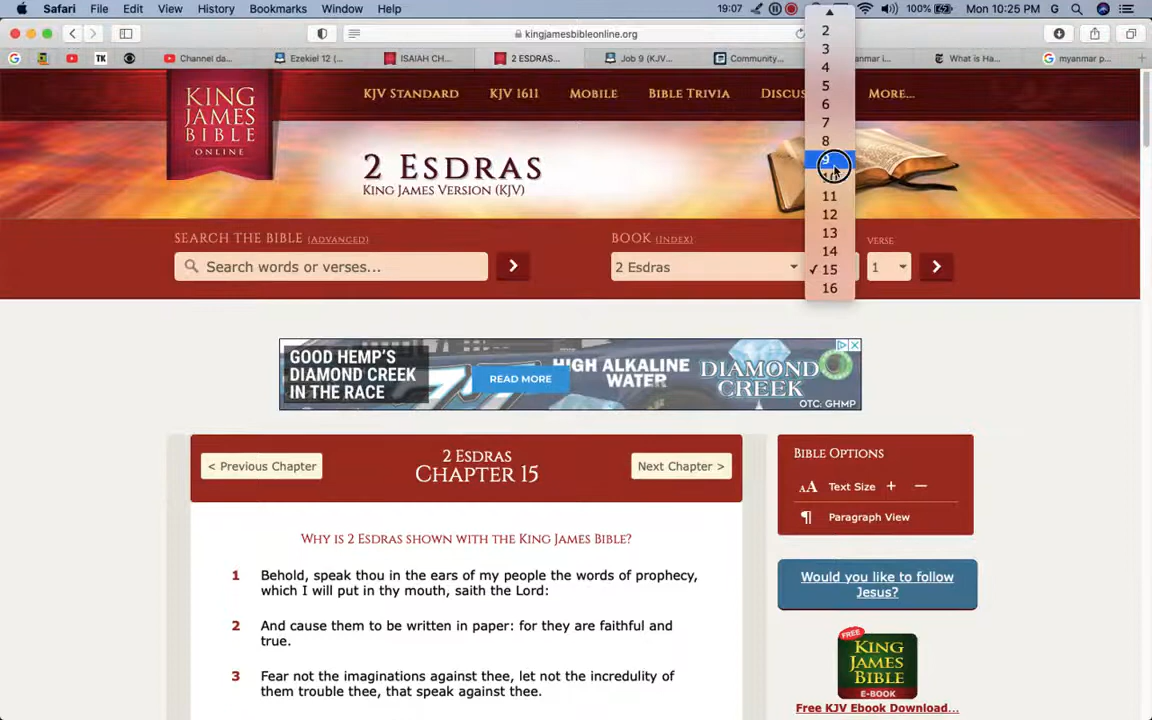 Safari File Edit View History Bookmarks Window Help 19:07 100% Mon 10:25 PM G
kingjamesbibleonline.org
Channel da... Ezekiel 12 (... ISAIAH CH... 2 ESDRAS... Job 9 (KJV... Community... myanmar i... What is Ha... myanmar p...
KING JAMES BIBLE ONLINE
KJV STANDARD KJV 1611 MOBILE BIBLE TRIVIA DISCUS MORE...
2 ESDRAS
KING JAMES VERSION (KJV)
SEARCH THE BIBLE (ADVANCED) BOOK (INDEX) VERSE
Search words or verses... 2 Esdras 1
2
3
4
5
6
7
8
9
10
11
12
13
14
✓ 15
16
GOOD HEMP'S
DIAMOND CREEK
IN THE RACE
READ MORE
HIGH ALKALINE
WATER
DIAMOND
CREEK
OTC: GHMP
< Previous Chapter
2 ESDRAS
CHAPTER 15
Next Chapter >
WHY IS 2 ESDRAS SHOWN WITH THE KING JAMES BIBLE?
1 Behold, speak thou in the ears of my people the words of prophecy,
which I will put in thy mouth, saith the Lord:
2 And cause them to be written in paper: for they are faithful and
true.
3 Fear not the imaginations against thee, let not the incredulity of
them trouble thee, that speak against thee.
BIBLE OPTIONS
AA Text Size + −
¶ Paragraph View
Would you like to follow
Jesus?
FREE
KING
JAMES
BIBLE
E-BOOK
Free KJV Ebook Download...